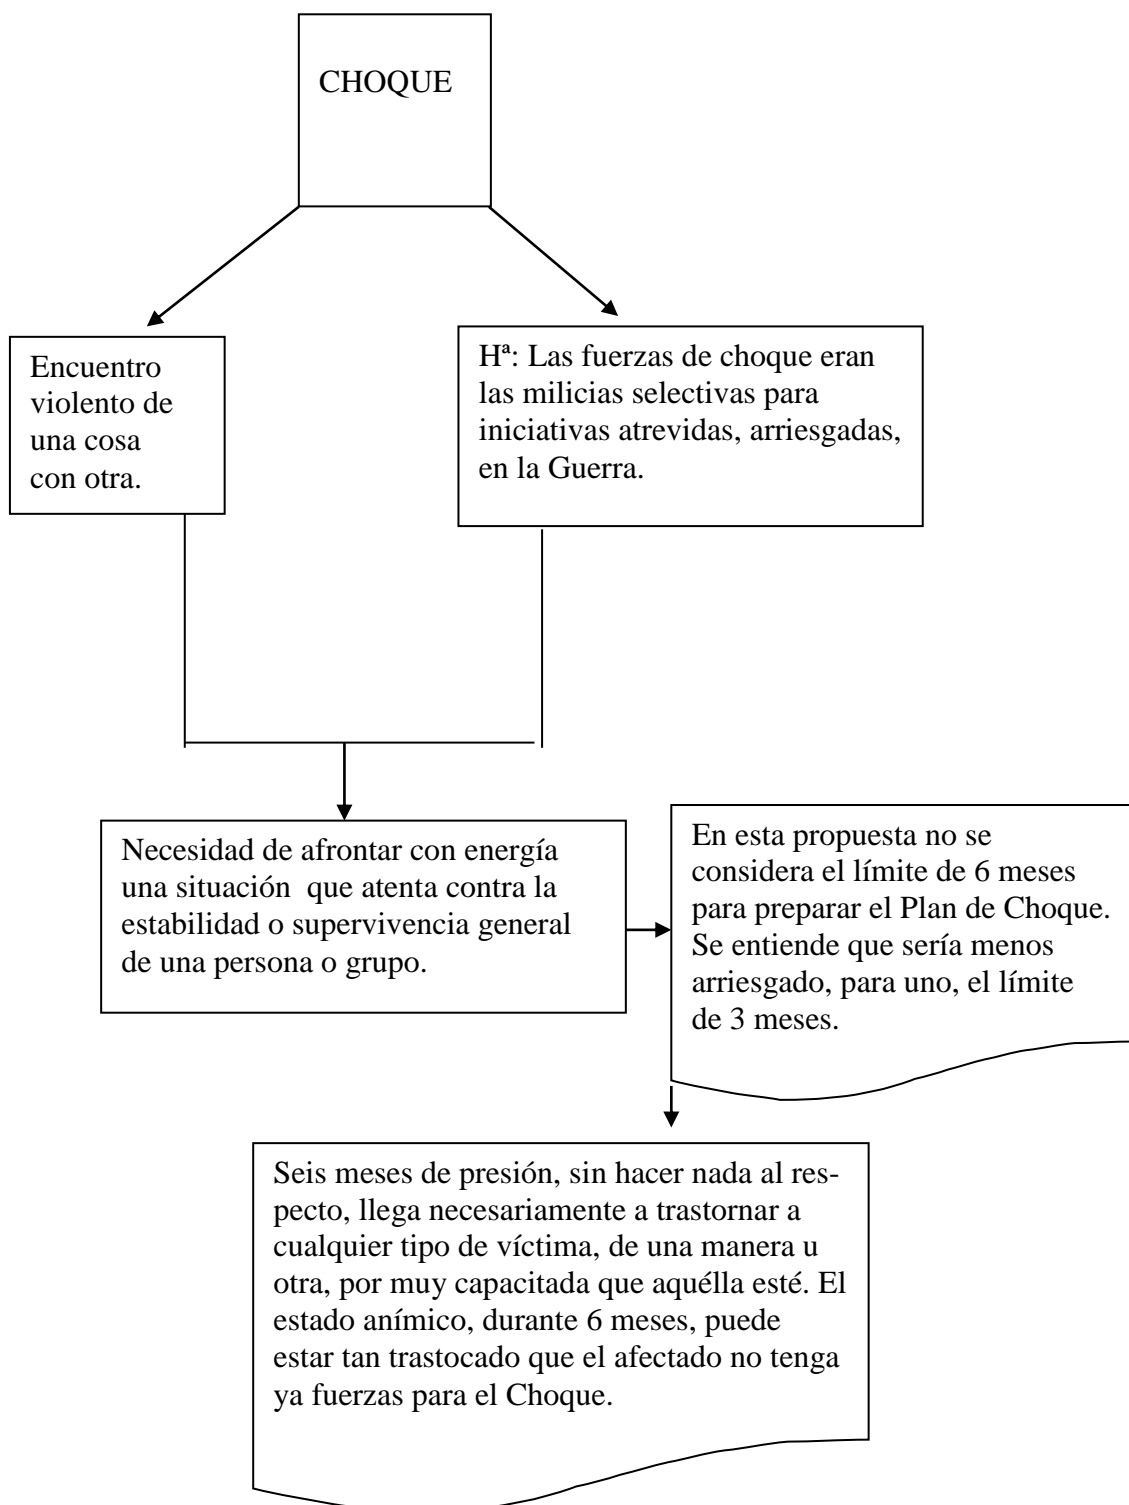 CHOQUE
Encuentro
violento de
una cosa
con otra.
Hª: Las fuerzas de choque eran
las milicias selectivas para
iniciativas atrevidas, arriesgadas,
en la Guerra.
Necesidad de afrontar con energía
una situación  que atenta contra la
estabilidad o supervivencia general
de una persona o grupo.
En esta propuesta no se
considera el límite de 6 meses
para preparar el Plan de Choque.
Se entiende que sería menos
arriesgado, para uno, el límite
de 3 meses.
Seis meses de presión, sin hacer nada al res-
pecto, llega necesariamente a trastornar a
cualquier tipo de víctima, de una manera u
otra, por muy capacitada que aquélla esté. El
estado anímico, durante 6 meses, puede
estar tan trastocado que el afectado no tenga
ya fuerzas para el Choque.